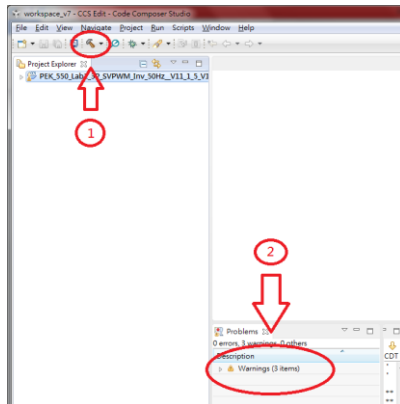 workspace_v7 - CCS Edit - Code Composer Studio
File Edit View Navigate Project Run Scripts Window Help
Project Explorer
1
2
Problems
0 errors, 3 warnings, 0 others
Description
CDT
Warnings (3 items)